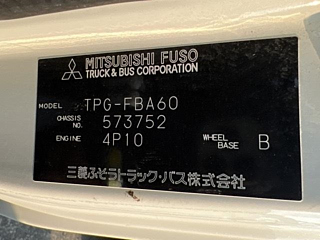 MITSUBISHI FUSO
TRUCK & BUS CORPORATION
MODEL TPG-FBA60
CHASSIS NO. 573752
ENGINE 4P10 WHEEL BASE B
三菱ふそうトラック・バス株式会社